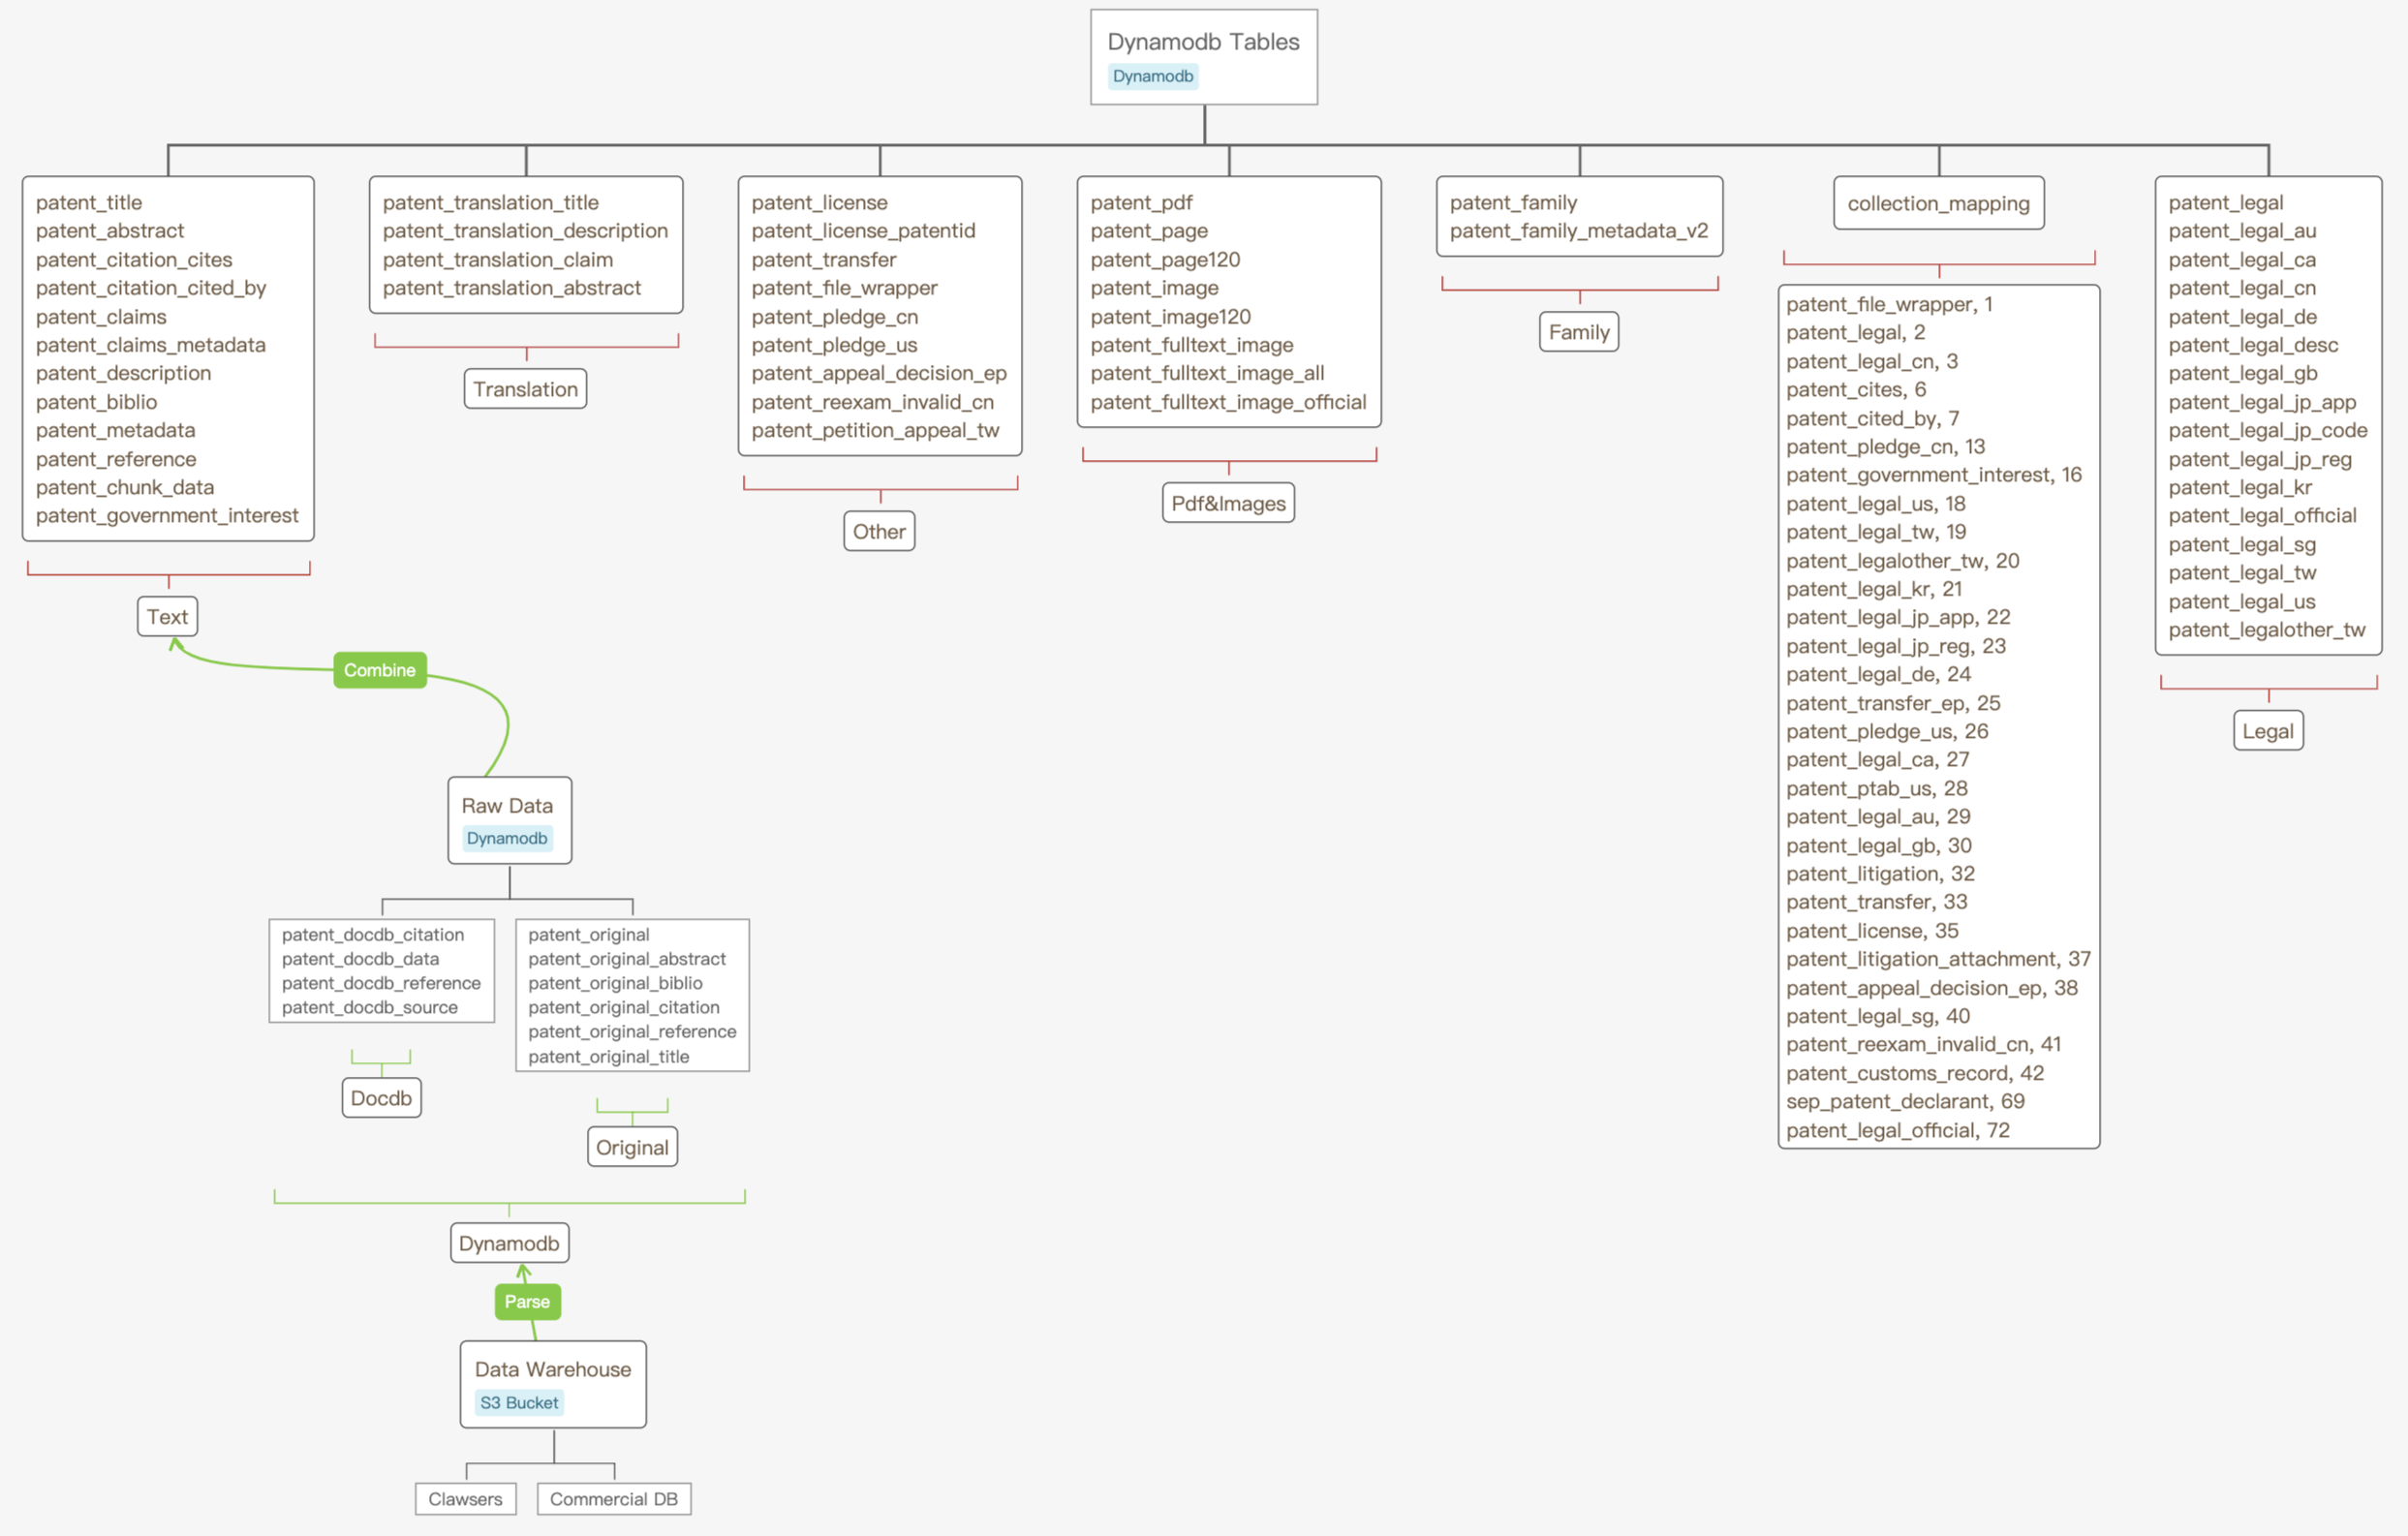 Dynamodb Tables
Dynamodb
patent_title
patent_abstract
patent_citation_cites
patent_citation_cited_by
patent_claims
patent_claims_metadata
patent_description
patent_biblio
patent_metadata
patent_reference
patent_chunk_data
patent_government_interest
Text
patent_translation_title
patent_translation_description
patent_translation_claim
patent_translation_abstract
Translation
patent_license
patent_license_patentid
patent_transfer
patent_file_wrapper
patent_pledge_cn
patent_pledge_us
patent_appeal_decision_ep
patent_reexam_invalid_cn
patent_petition_appeal_tw
Other
patent_pdf
patent_page
patent_page120
patent_image
patent_image120
patent_fulltext_image
patent_fulltext_image_all
patent_fulltext_image_official
Pdf&Images
patent_family
patent_family_metadata_v2
Family
collection_mapping
patent_file_wrapper, 1
patent_legal, 2
patent_legal_cn, 3
patent_cites, 6
patent_cited_by, 7
patent_pledge_cn, 13
patent_government_interest, 16
patent_legal_us, 18
patent_legal_tw, 19
patent_legalother_tw, 20
patent_legal_kr, 21
patent_legal_jp_app, 22
patent_legal_jp_reg, 23
patent_legal_de, 24
patent_transfer_ep, 25
patent_pledge_us, 26
patent_legal_ca, 27
patent_ptab_us, 28
patent_legal_au, 29
patent_legal_gb, 30
patent_litigation, 32
patent_transfer, 33
patent_license, 35
patent_litigation_attachment, 37
patent_appeal_decision_ep, 38
patent_legal_sg, 40
patent_reexam_invalid_cn, 41
patent_customs_record, 42
sep_patent_declarant, 69
patent_legal_official, 72
patent_legal
patent_legal_au
patent_legal_ca
patent_legal_cn
patent_legal_de
patent_legal_desc
patent_legal_gb
patent_legal_jp_app
patent_legal_jp_code
patent_legal_jp_reg
patent_legal_kr
patent_legal_official
patent_legal_sg
patent_legal_tw
patent_legal_us
patent_legalother_tw
Legal
Combine
Raw Data
Dynamodb
patent_docdb_citation
patent_docdb_data
patent_docdb_reference
patent_docdb_source
Docdb
patent_original
patent_original_abstract
patent_original_biblio
patent_original_citation
patent_original_reference
patent_original_title
Original
Dynamodb
Parse
Data Warehouse
S3 Bucket
Clawsers
Commercial DB